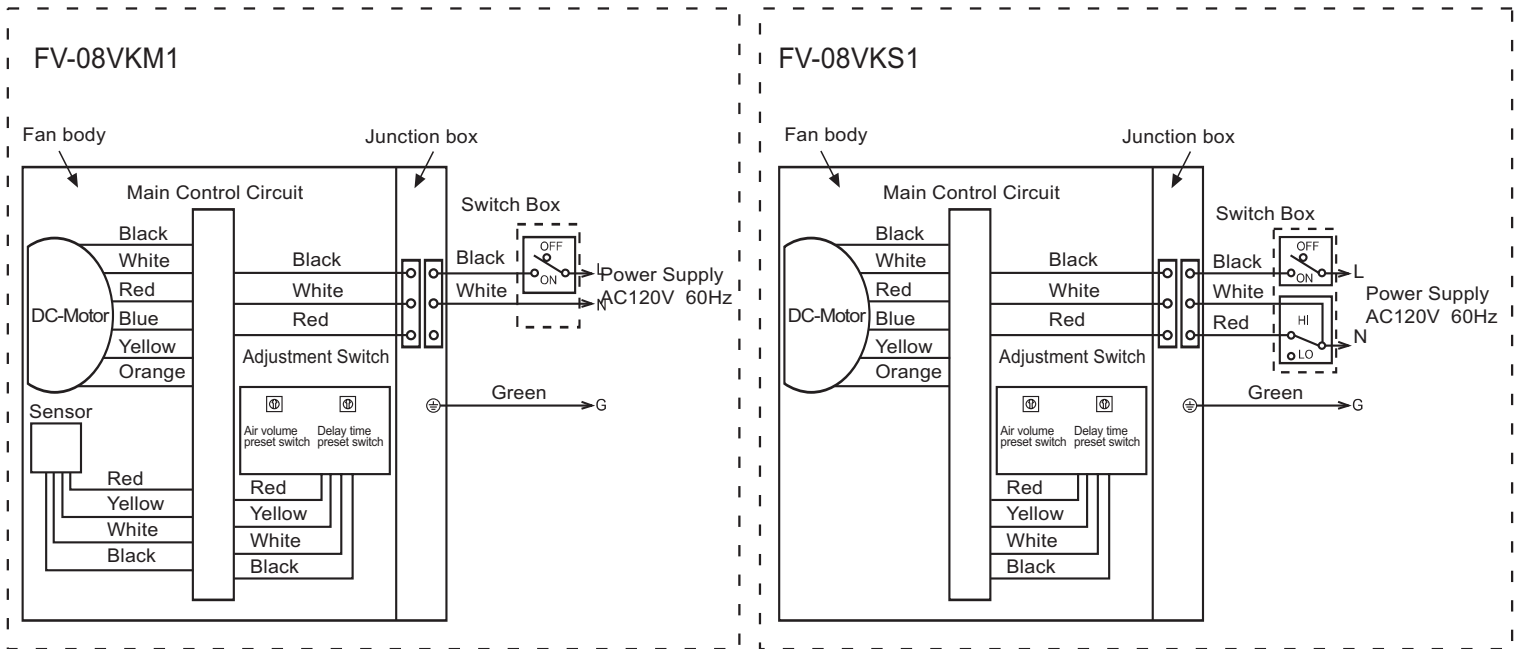 FV-08VKM1
Fan body
Junction box
Main Control Circuit
Switch Box
Black
White
Red
Blue
Yellow
Orange
DC-Motor
Black
White
Red
Black
White
OFF
ON
L
N
Power Supply
AC120V 60Hz
Adjustment Switch
Air volume
preset switch
Delay time
preset switch
Green
G
Sensor
Red
Yellow
White
Black
Red
Yellow
White
Black
FV-08VKS1
Fan body
Junction box
Main Control Circuit
Switch Box
Black
White
Red
Blue
Yellow
Orange
DC-Motor
Black
White
Red
Black
White
Red
OFF
ON
HI
LO
L
N
Power Supply
AC120V 60Hz
Adjustment Switch
Air volume
preset switch
Delay time
preset switch
Green
G
Red
Yellow
White
Black